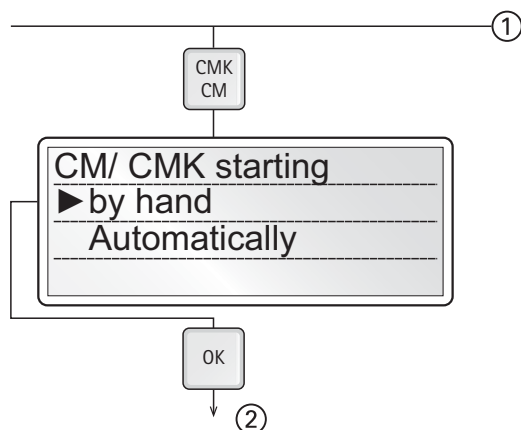 ①
CMK
CM
CM/ CMK starting
►by hand
Automatically
OK
②